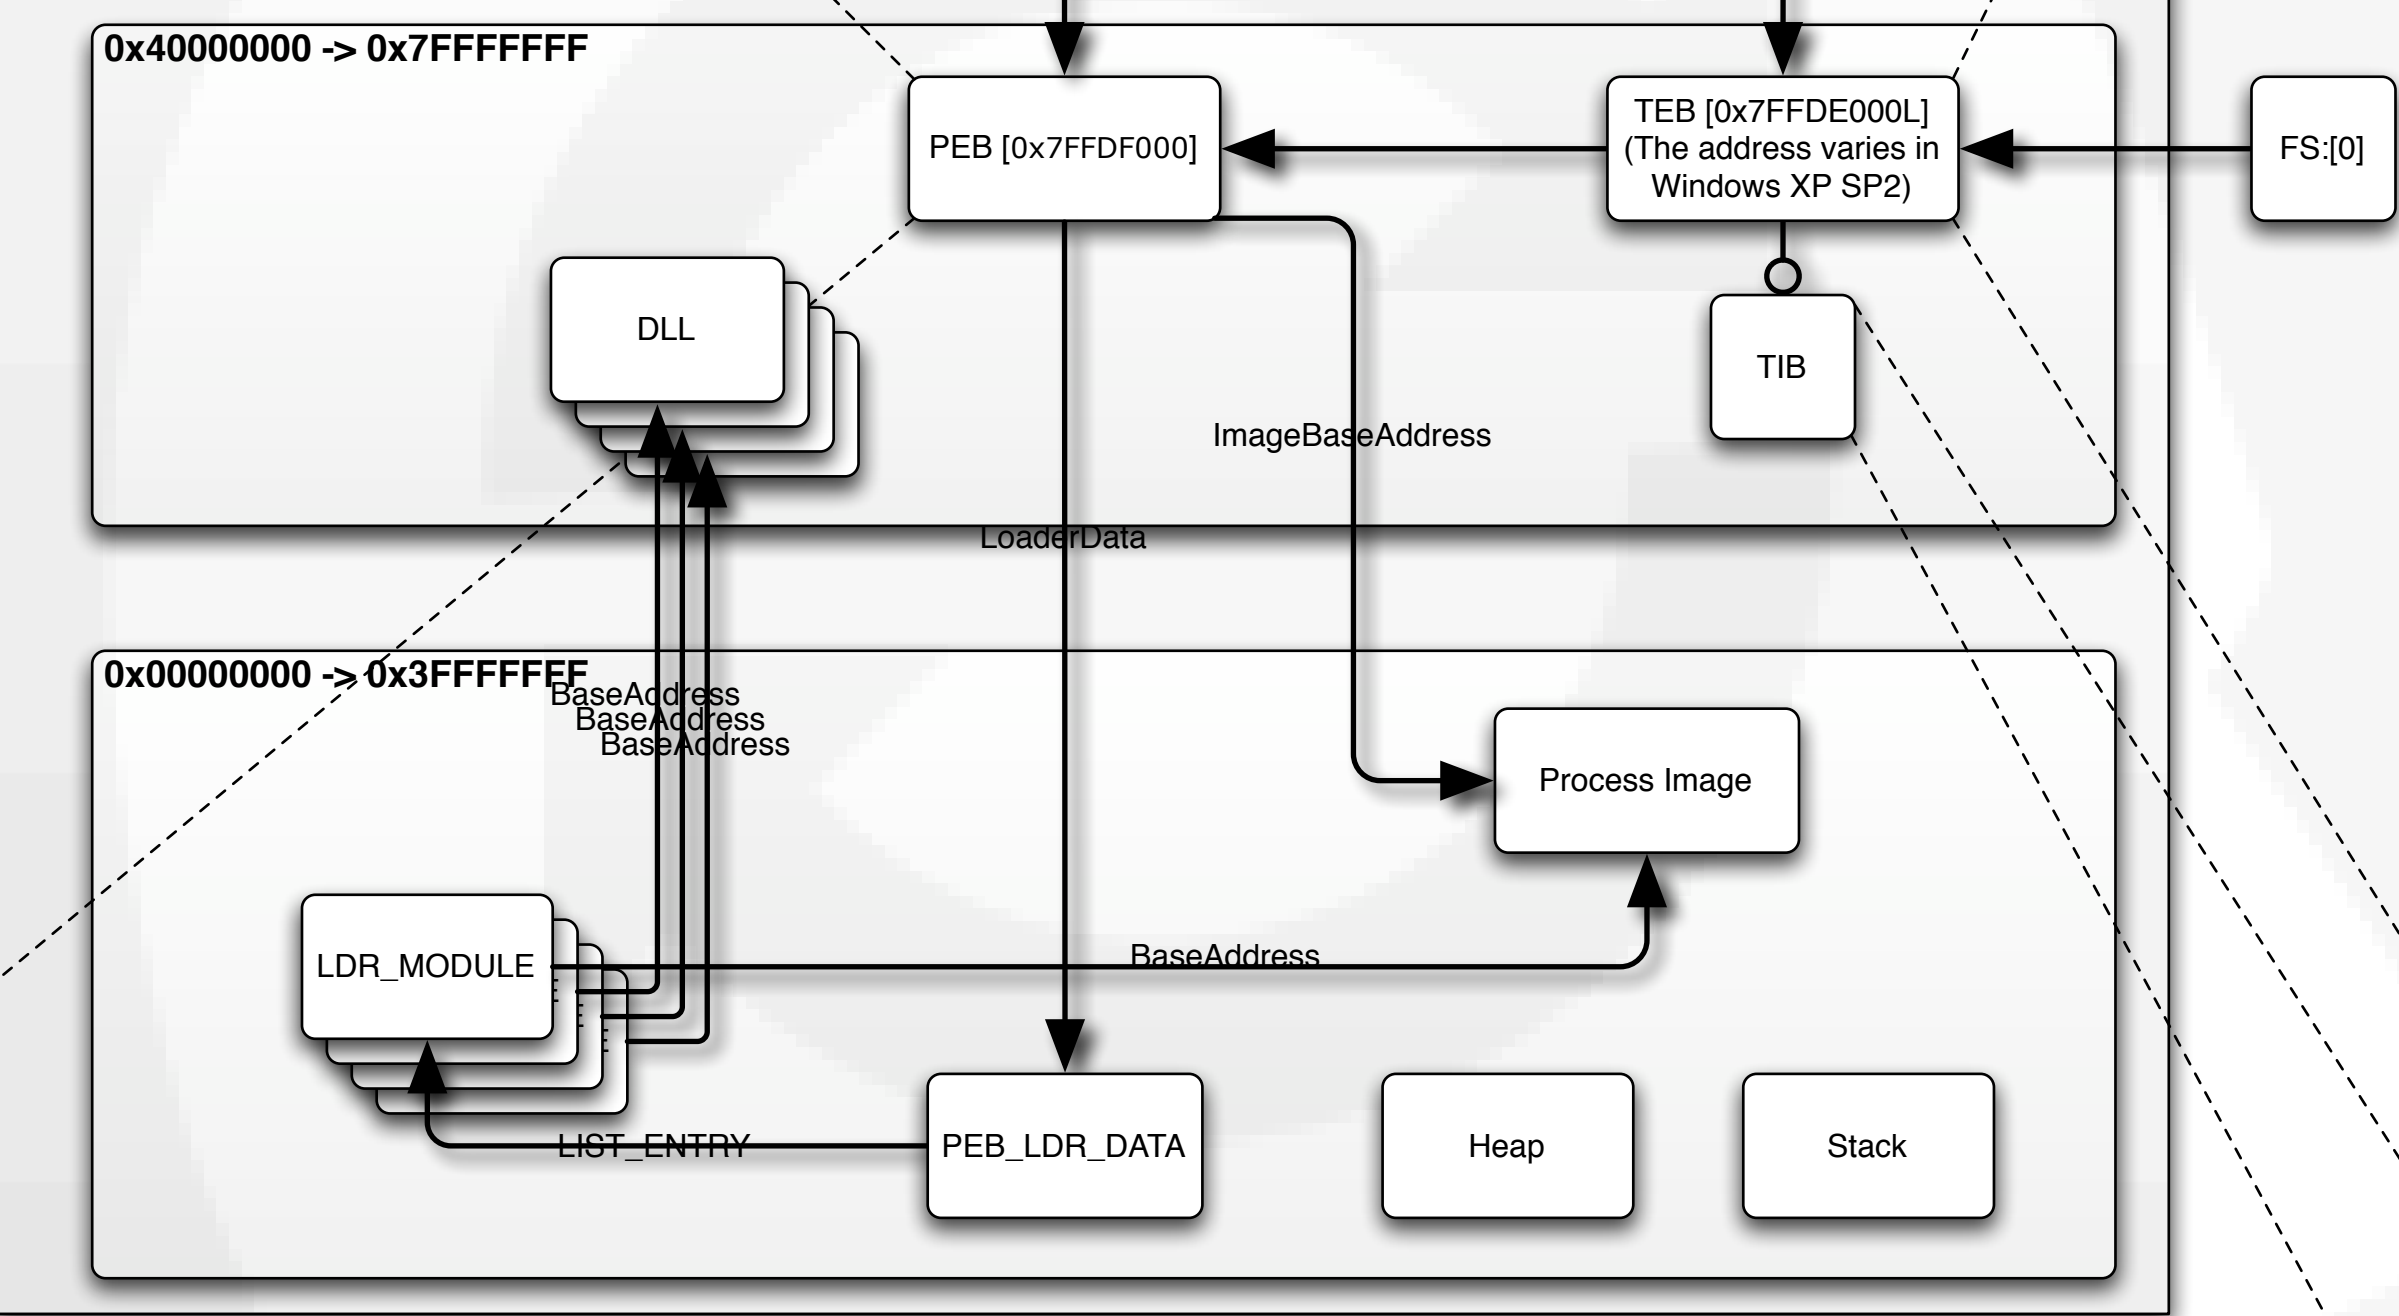 0x40000000 -> 0x7FFFFFFF
PEB [0x7FFDF000]
TEB [0x7FFDE000L]
(The address varies in
Windows XP SP2)
FS:[0]
DLL
TIB
ImageBaseAddress
LoaderData
0x00000000 -> 0x3FFFFFFF
BaseAddress
BaseAddress
BaseAddress
Process Image
LDR_MODULE
E
E
E
BaseAddress
LIST_ENTRY
PEB_LDR_DATA
Heap
Stack